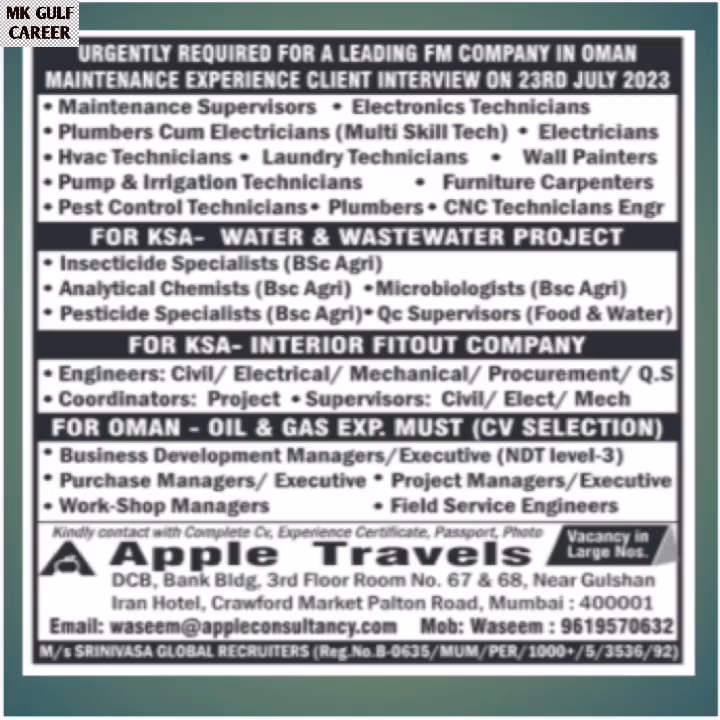 MK GULF
CAREER
URGENTLY REQUIRED FOR A LEADING FM COMPANY IN OMAN
MAINTENANCE EXPERIENCE CLIENT INTERVIEW ON 23RD JULY 2023
• Maintenance Supervisors • Electronics Technicians
• Plumbers Cum Electricians (Multi Skill Tech) • Electricians
• Hvac Technicians • Laundry Technicians • Wall Painters
• Pump & Irrigation Technicians • Furniture Carpenters
• Pest Control Technicians• Plumbers • CNC Technicians Engr
FOR KSA- WATER & WASTEWATER PROJECT
• Insecticide Specialists (BSc Agri)
• Analytical Chemists (Bsc Agri) •Microbiologists (Bsc Agri)
• Pesticide Specialists (Bsc Agri)• Qc Supervisors (Food & Water)
FOR KSA- INTERIOR FITOUT COMPANY
• Engineers: Civil/ Electrical/ Mechanical/ Procurement/ Q.S
• Coordinators: Project • Supervisors: Civil/ Elect/ Mech
FOR OMAN - OIL & GAS EXP. MUST (CV SELECTION)
• Business Development Managers/Executive (NDT level-3)
• Purchase Managers/ Executive • Project Managers/Executive
• Work-Shop Managers • Field Service Engineers
Kindly contact with Complete Cv, Experience Certificate, Passport, Photo
Apple Travels
Vacancy in
Large Nos.
DCB, Bank Bldg, 3rd Floor Room No. 67 & 68, Near Gulshan
Iran Hotel, Crawford Market Palton Road, Mumbai : 400001
Email: waseem@appleconsultancy.com Mob: Waseem : 9619570632
M/s SRINIVASA GLOBAL RECRUITERS (Reg.No.B-0635/MUM/PER/1000+/5/3536/92)